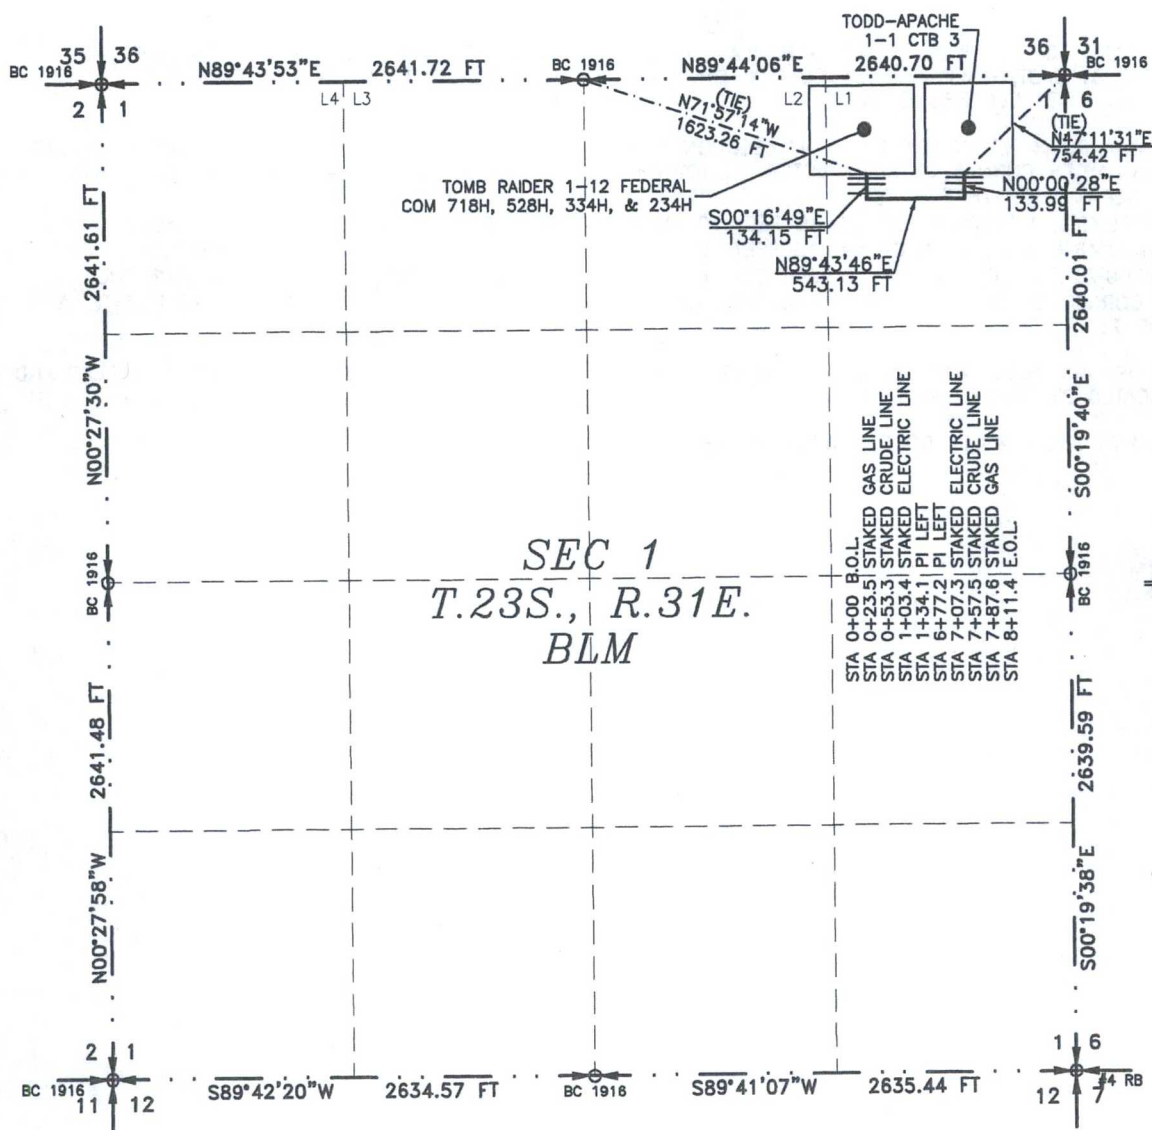 TODD-APACHE
1-1 CTB 3
35 36
36 31
BC 1916
N89°43'53"E 2641.72 FT
BC 1916
N89°44'06"E 2640.70 FT
BC 1916
2 1
L4 L3
L2 L1
1 6
(TIE)
N71°57'14"W
1623.26 FT
(TIE)
N47°11'31"E
754.42 FT
TOMB RAIDER 1-12 FEDERAL
COM 718H, 528H, 334H, & 234H
N00°00'28"E
133.99 FT
S00°16'49"E
134.15 FT
N89°43'46"E
543.13 FT
N00°27'30"W 2641.61 FT
S00°19'40"E 2640.01 FT
STA 0+00 B.O.L.
STA 0+23.5 STAKED GAS LINE
STA 0+53.3 STAKED CRUDE LINE
STA 1+03.4 STAKED ELECTRIC LINE
STA 1+34.1 PI LEFT
STA 6+77.2 PI LEFT
STA 7+07.3 STAKED ELECTRIC LINE
STA 7+57.5 STAKED CRUDE LINE
STA 7+87.6 STAKED GAS LINE
STA 8+11.4 E.O.L.
SEC 1
T.23S., R.31E.
BLM
BC 1916
BC 1916
N00°27'58"W 2641.48 FT
S00°19'38"E 2639.59 FT
2 1
1 6
BC 1916
S89°42'20"W 2634.57 FT
BC 1916
S89°41'07"W 2635.44 FT
#4 RB
11 12
12 7